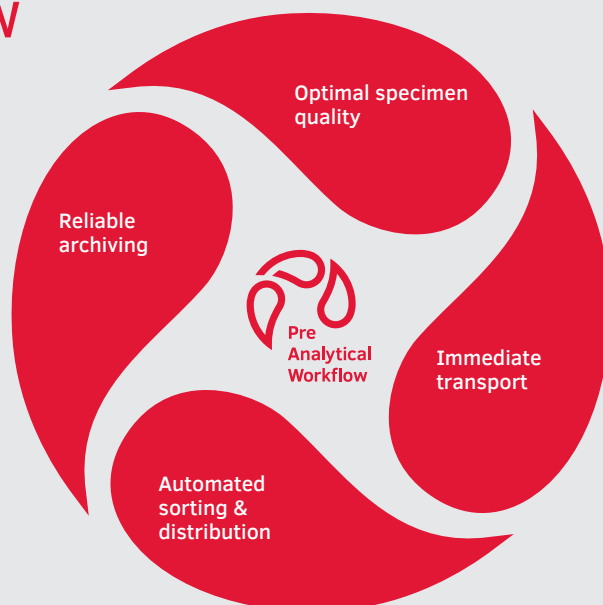 W
Optimal specimen
quality
Reliable
archiving
Pre
Analytical
Workflow
Immediate
transport
Automated
sorting &
distribution